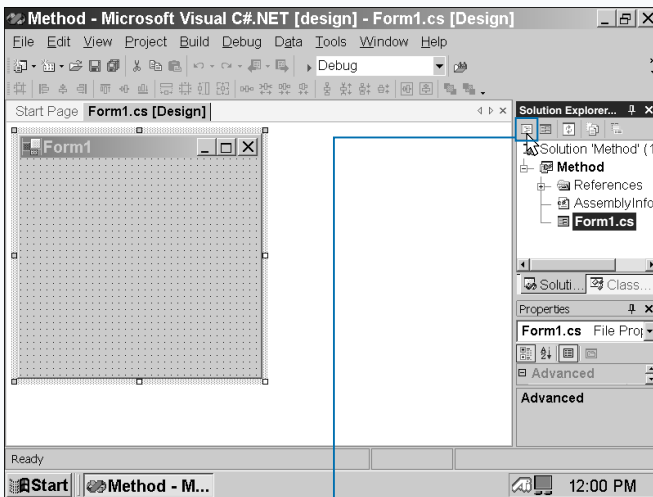 Method - Microsoft Visual C#.NET [design] - Form1.cs [Design]
File Edit View Project Build Debug Data Tools Window Help
Debug
Start Page Form1.cs [Design]
Solution Explorer...
Form1
Solution 'Method' (1
Method
References
AssemblyInfo
Form1.cs
Soluti... Class...
Properties
Form1.cs File Prop
Advanced
Advanced
Ready
Start Method - M... 12:00 PM